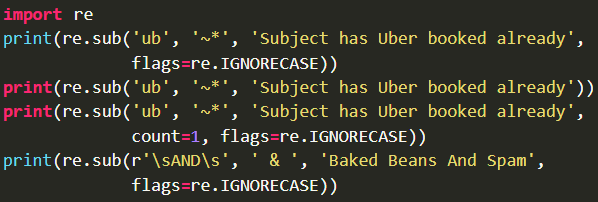 import re
print(re.sub('ub', '~*', 'Subject has Uber booked already',
             flags=re.IGNORECASE))
print(re.sub('ub', '~*', 'Subject has Uber booked already'))
print(re.sub('ub', '~*', 'Subject has Uber booked already',
             count=1, flags=re.IGNORECASE))
print(re.sub(r'\sAND\s', ' & ', 'Baked Beans And Spam',
             flags=re.IGNORECASE))